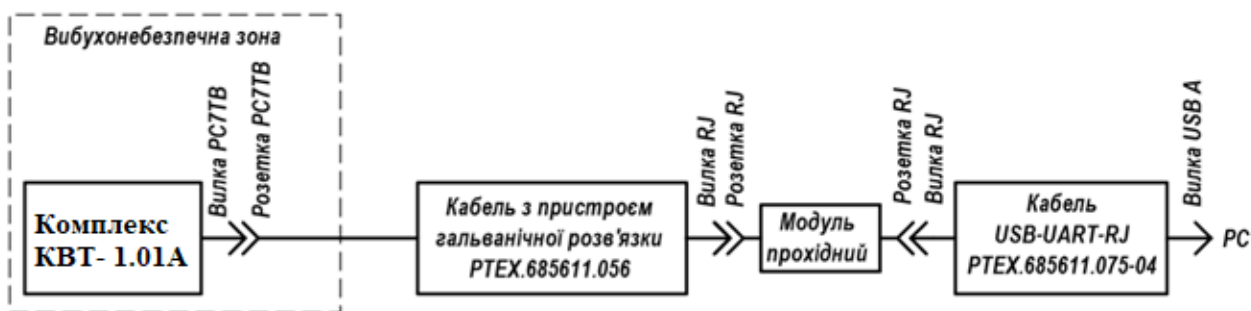 Вибухонебезпечна зона
Комплекс
КВТ- 1.01А
Вилка РС7ТВ
Розетка РС7ТВ
Кабель з пристроєм
гальванічної розв'язки
РТЕХ.685611.056
Вилка RJ
Розетка RJ
Модуль
прохідний
Розетка RJ
Вилка RJ
Кабель
USB-UART-RJ
РТЕХ.685611.075-04
Вилка USB A
PC